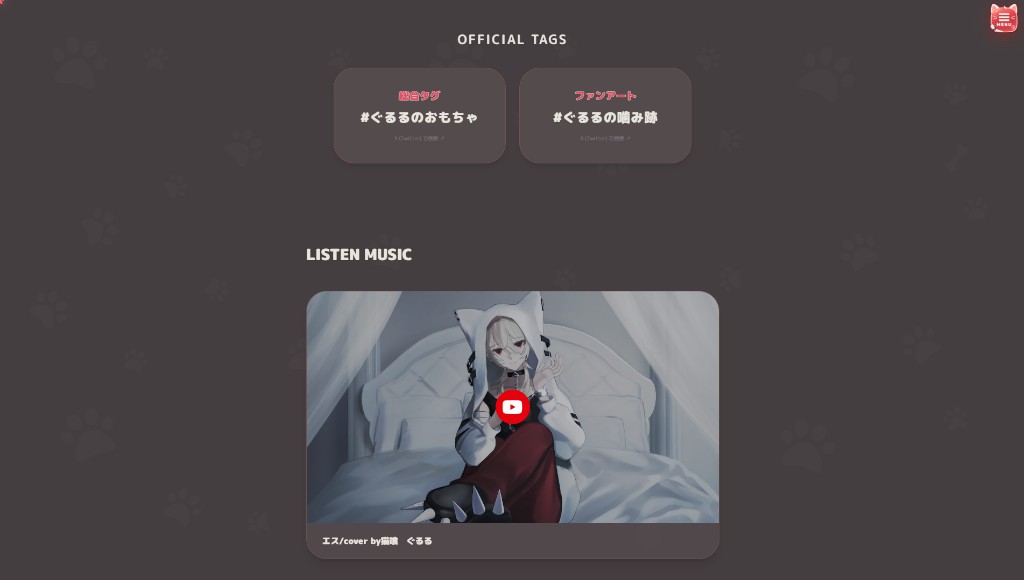 MENU
OFFICIAL TAGS
総合タグ
#ぐるるのおもちゃ
ファンアート
#ぐるるの噛み跡
LISTEN MUSIC
エス/cover by猫喰　ぐるる